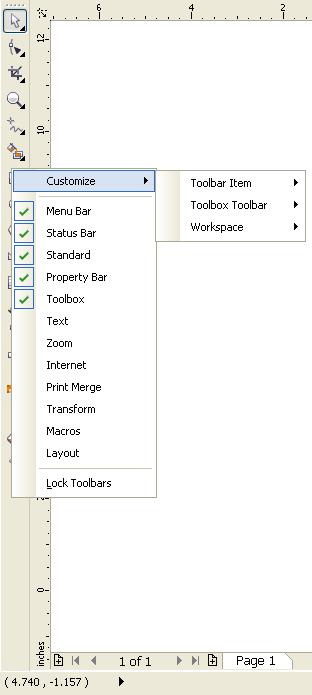 6 4 2
12
10
Customize
Toolbar Item
Toolbox Toolbar
Workspace
Menu Bar
Status Bar
Standard
Property Bar
Toolbox
Text
Zoom
Internet
Print Merge
Transform
Macros
Layout
Lock Toolbars
0
inches
1 of 1
Page 1
( 4.740 , -1.157 )